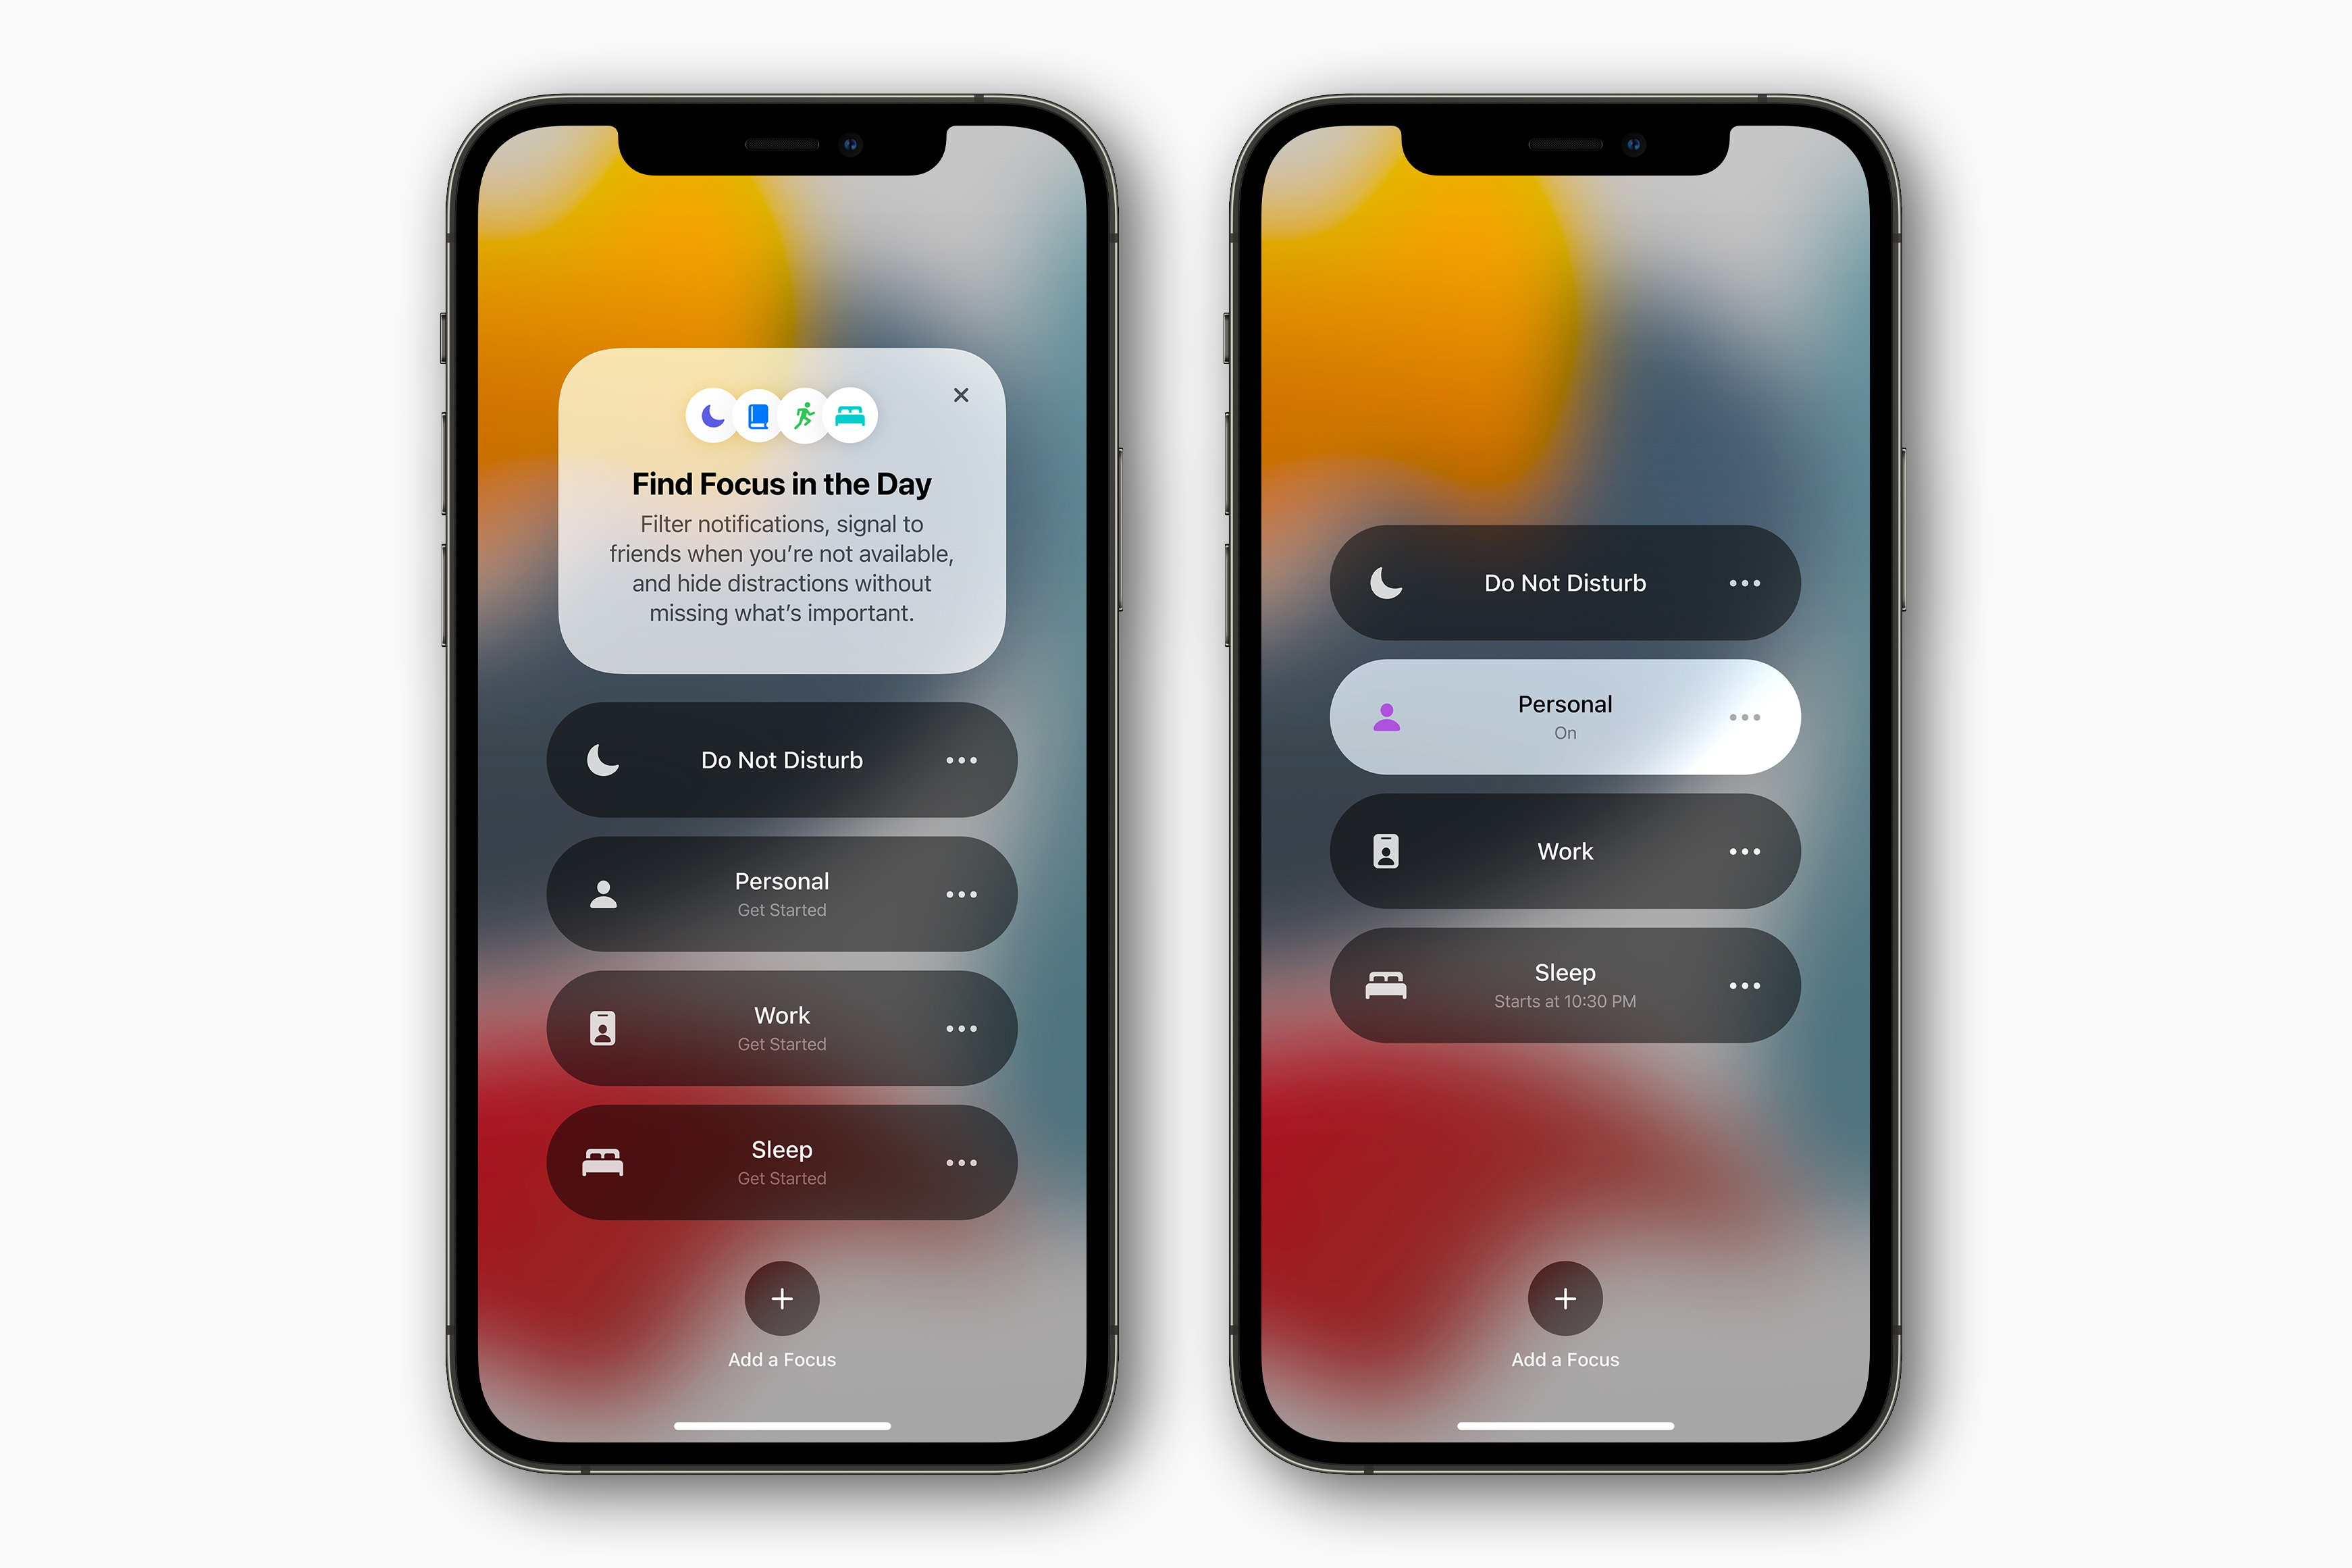 Find Focus in the Day
Filter notifications, signal to
friends when you’re not available,
and hide distractions without
missing what’s important.
Do Not Disturb
Personal
Get Started
Work
Get Started
Sleep
Get Started
Add a Focus
Do Not Disturb
Personal
On
Work
Sleep
Starts at 10:30 PM
Add a Focus